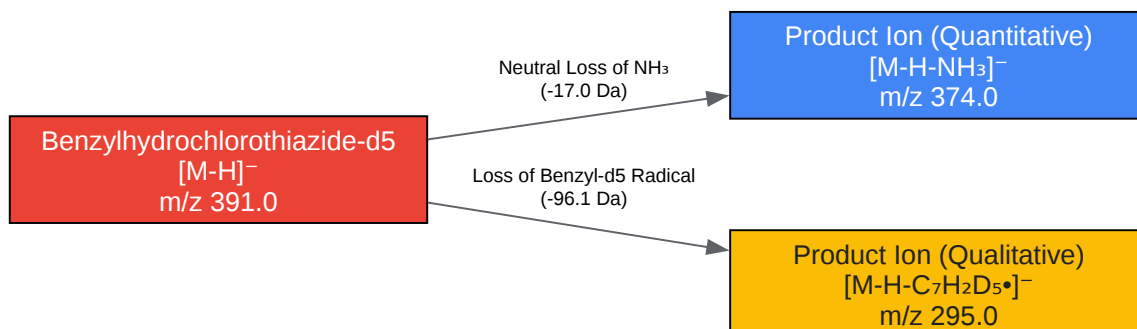 Benzylhydrochlorothiazide-d5
[M-H]⁻
m/z 391.0
Neutral Loss of NH₃
(-17.0 Da)
Product Ion (Quantitative)
[M-H-NH₃]⁻
m/z 374.0
Loss of Benzyl-d5 Radical
(-96.1 Da)
Product Ion (Qualitative)
[M-H-C₇H₂D₅•]⁻
m/z 295.0